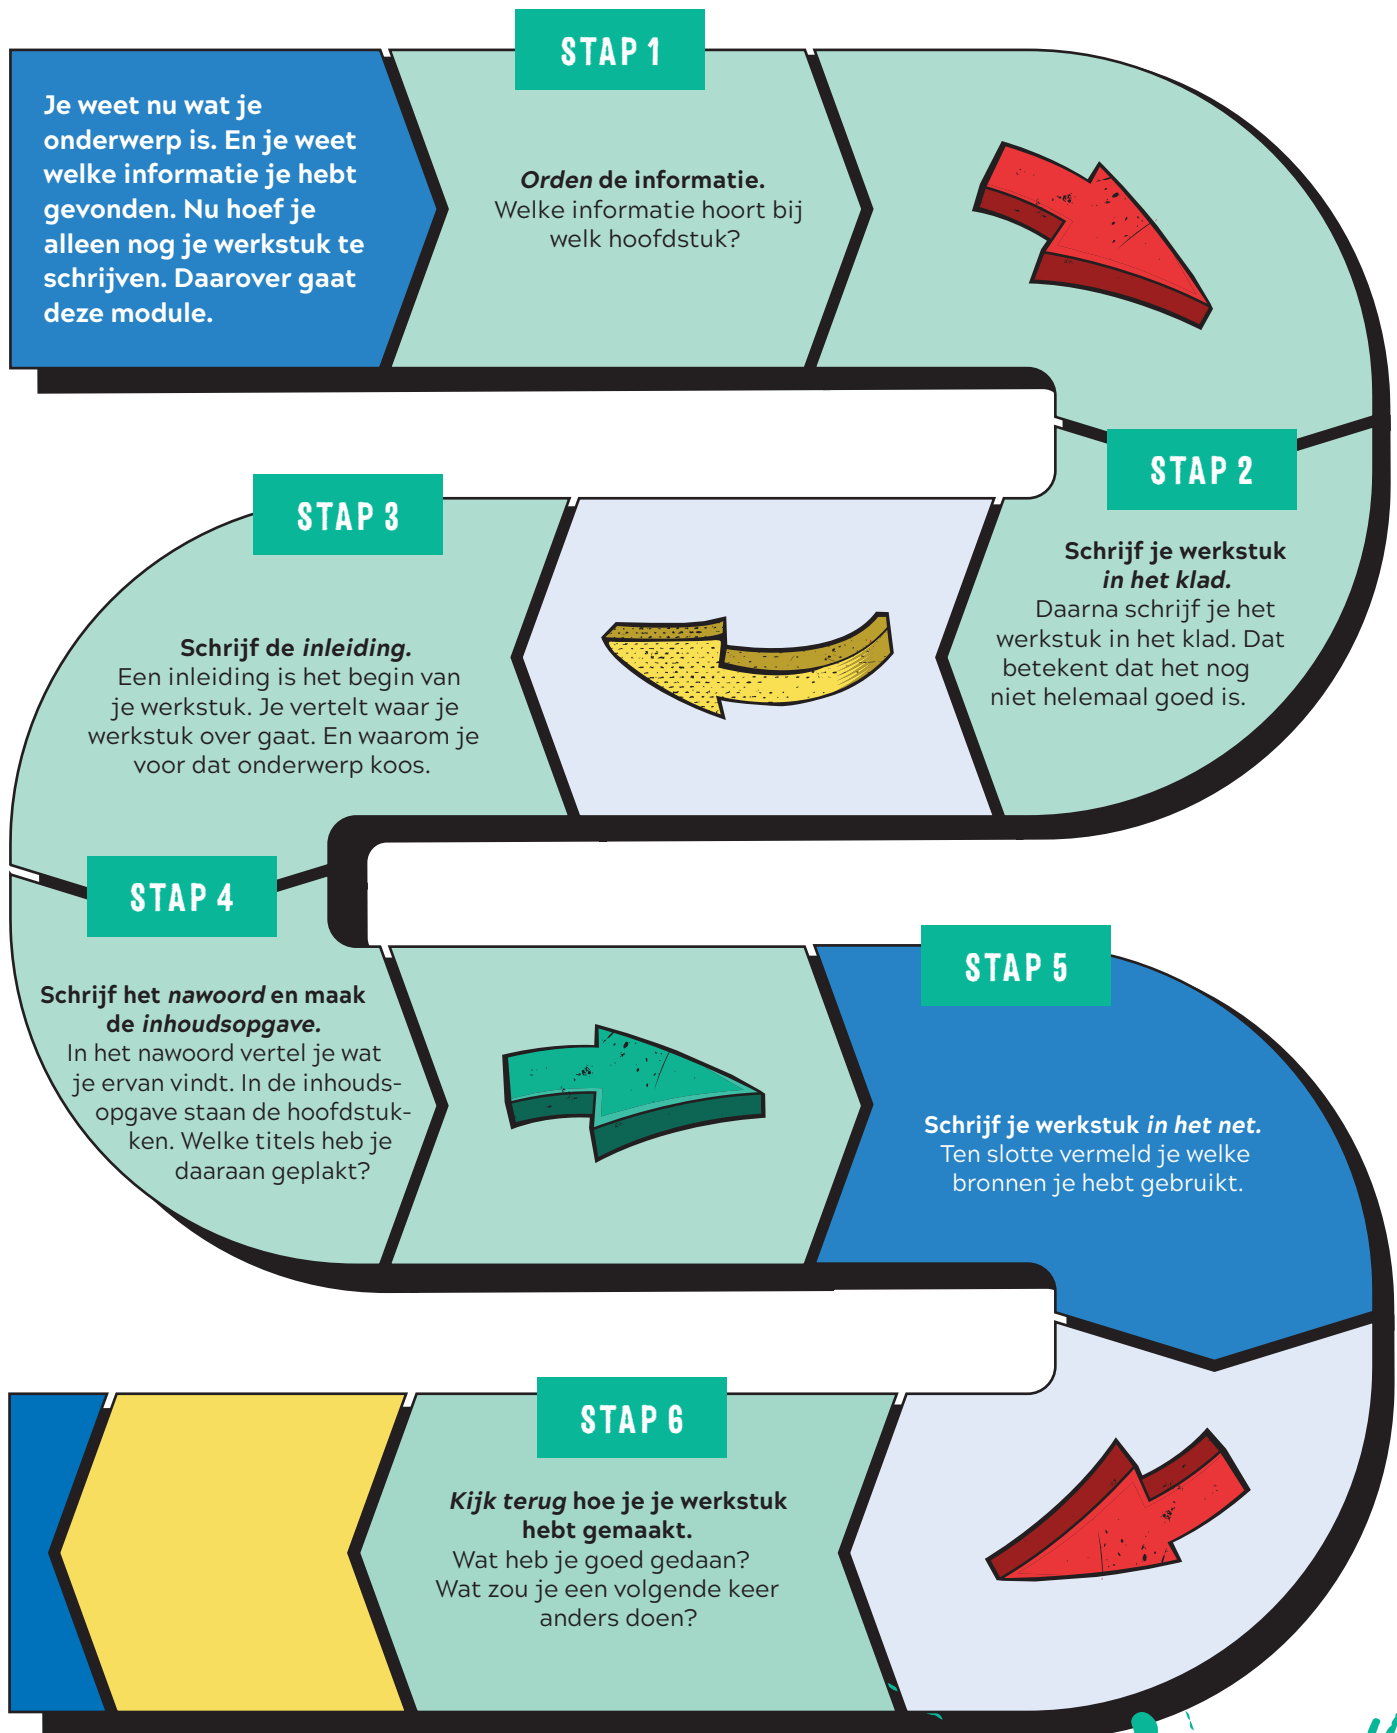 Je weet nu wat je
onderwerp is. En je weet
welke informatie je hebt
gevonden. Nu hoef je
alleen nog je werkstuk te
schrijven. Daarover gaat
deze module.
STAP 1
Orden de informatie.
Welke informatie hoort bij
welk hoofdstuk?
STAP 2
Schrijf je werkstuk
in het klad.
Daarna schrijf je het
werkstuk in het klad. Dat
betekent dat het nog
niet helemaal goed is.
STAP 3
Schrijf de inleiding.
Een inleiding is het begin van
je werkstuk. Je vertelt waar je
werkstuk over gaat. En waarom je
voor dat onderwerp koos.
STAP 4
Schrijf het nawoord en maak
de inhoudsopgave.
In het nawoord vertel je wat
je ervan vindt. In de inhouds-
opgave staan de hoofdstuk-
ken. Welke titels heb je
daaraan geplakt?
STAP 5
Schrijf je werkstuk in het net.
Ten slotte vermeld je welke
bronnen je hebt gebruikt.
STAP 6
Kijk terug hoe je je werkstuk
hebt gemaakt.
Wat heb je goed gedaan?
Wat zou je een volgende keer
anders doen?